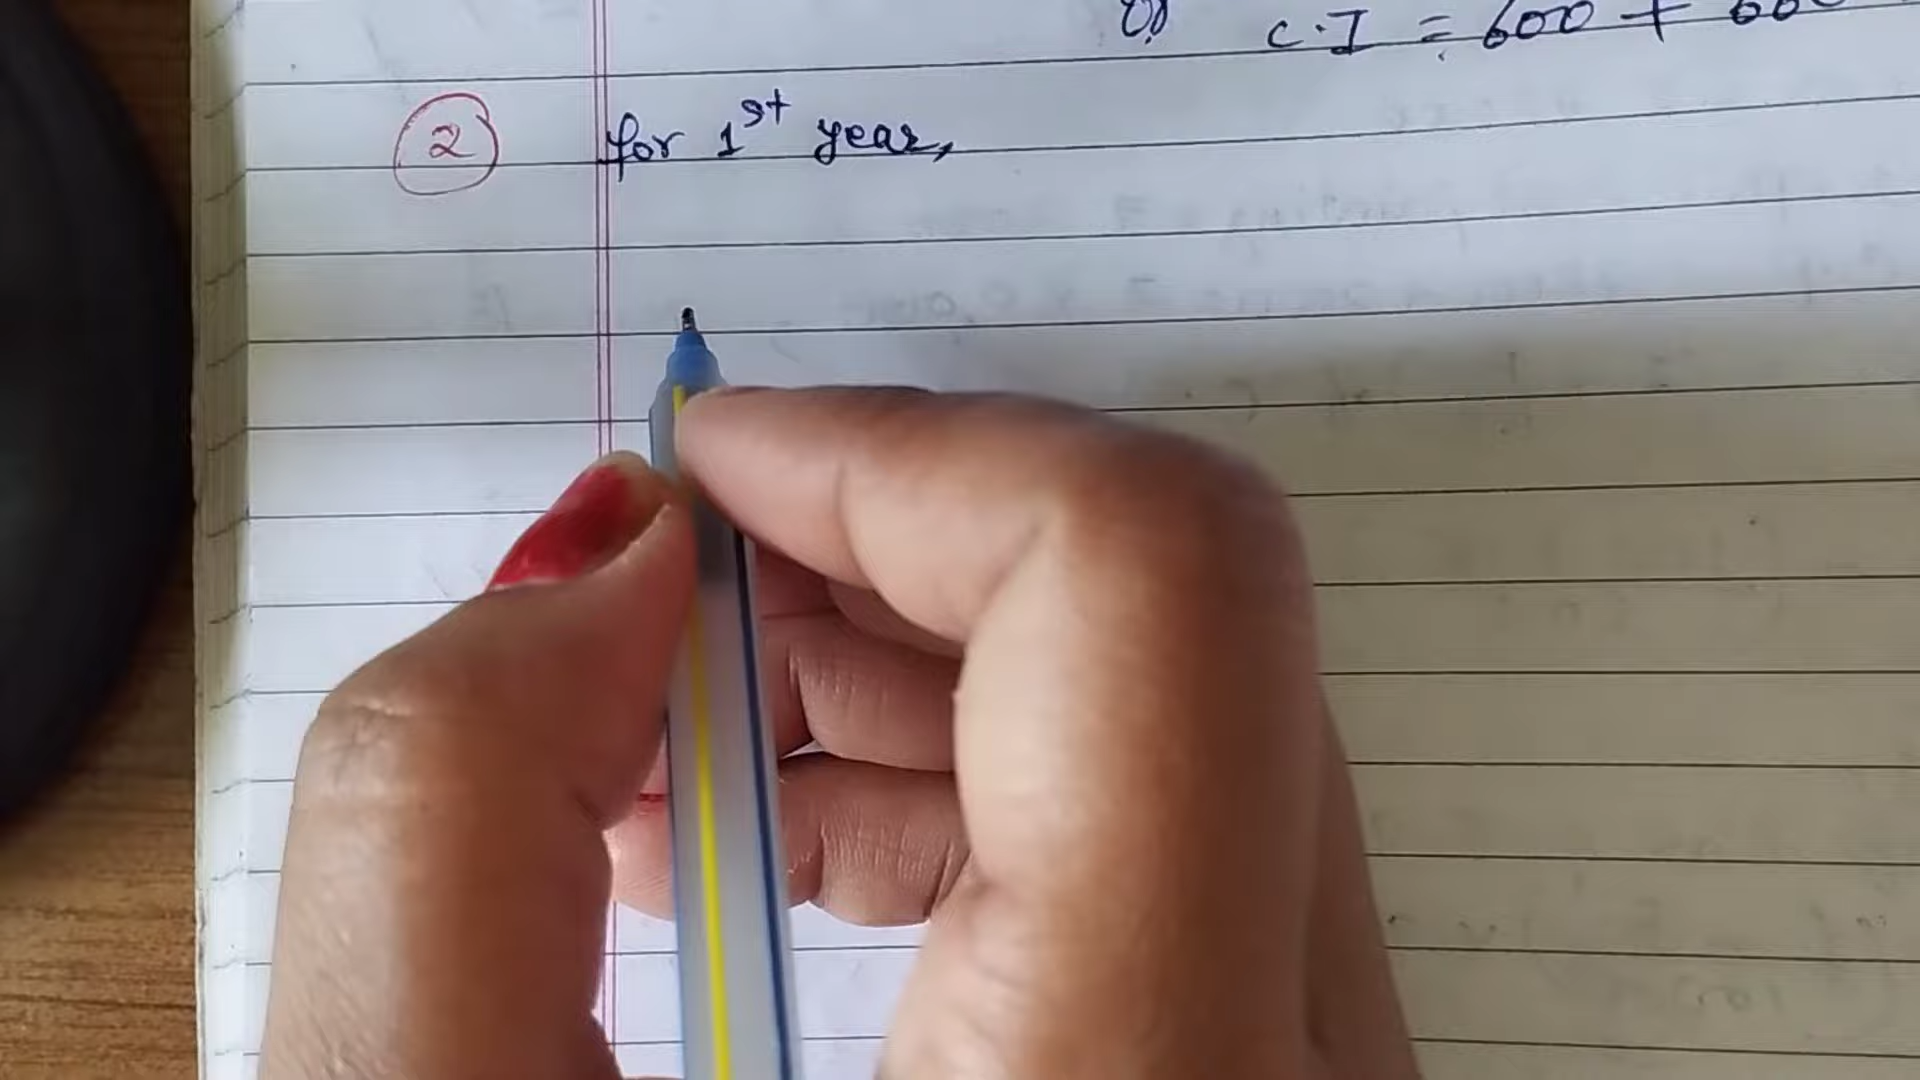 C.I = 600 +
2 for 1st year,